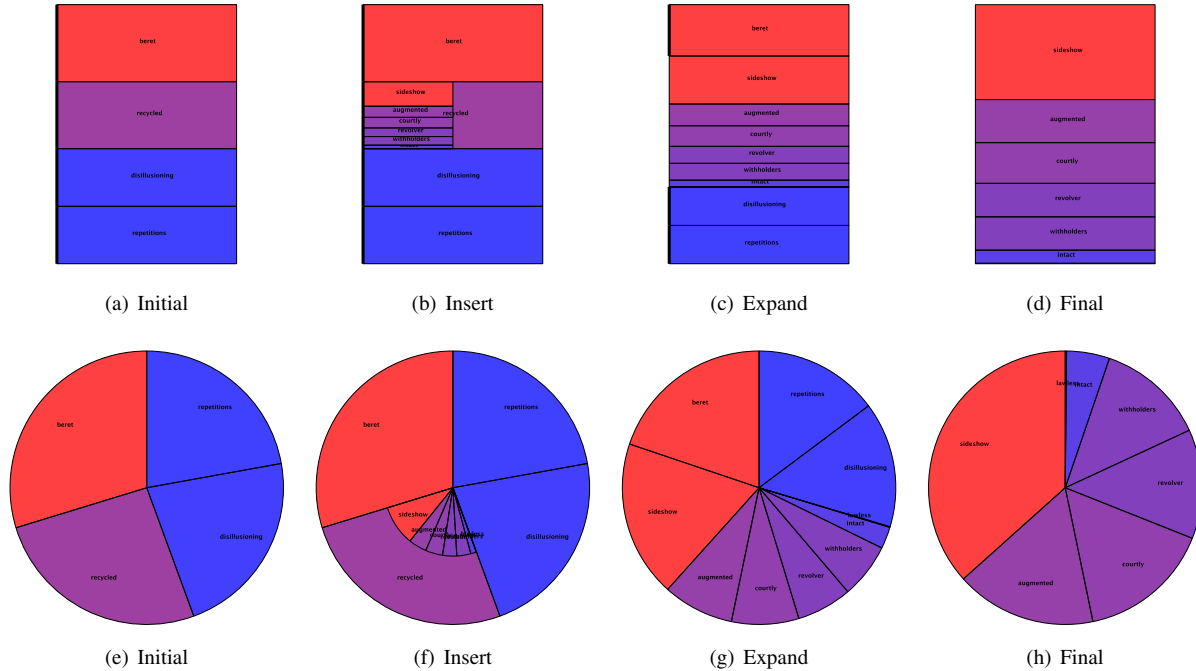 beret
recycled
disillusioning
repetitions
(a) Initial
beret
sideshow
augmented
recycled
courtly
revolver
withholders
disillusioning
repetitions
(b) Insert
beret
sideshow
augmented
courtly
revolver
withholders
intact
disillusioning
repetitions
(c) Expand
sideshow
augmented
courtly
revolver
withholders
intact
(d) Final
repetitions
beret
disillusioning
recycled
(e) Initial
repetitions
beret
sideshow
augmented
disillusioning
recycled
(f) Insert
repetitions
beret
disillusioning
sideshow
lawless
intact
withholders
augmented
revolver
courtly
(g) Expand
lawless
intact
withholders
sideshow
revolver
courtly
augmented
(h) Final